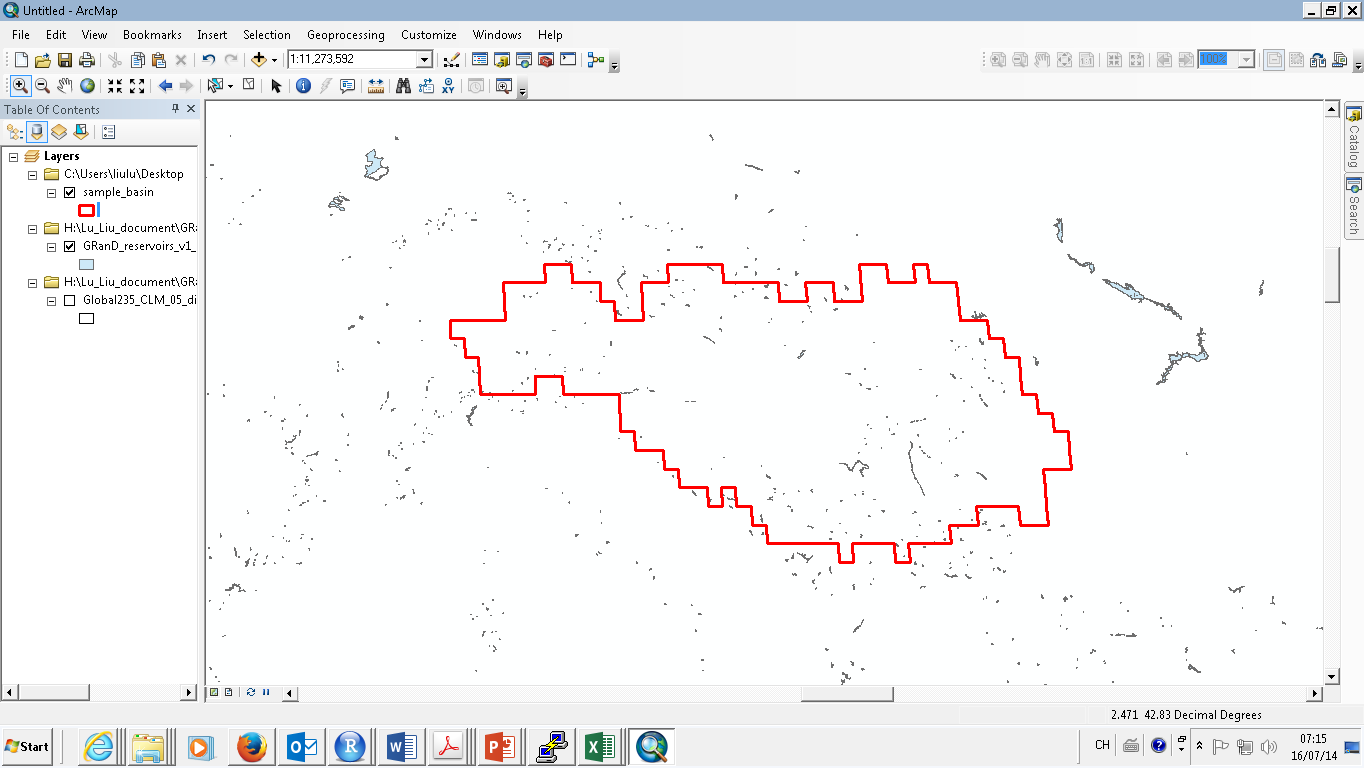 Untitled - ArcMap
File Edit View Bookmarks Insert Selection Geoprocessing Customize Windows Help
1:11,273,592
100%
Table Of Contents
Layers
C:\Users\liulu\Desktop
sample_basin
H:\Lu_Liu_document\GRa
GRanD_reservoirs_v1_
H:\Lu_Liu_document\GRa
Global235_CLM_05_di
Catalog
Search
2.471 42.83 Decimal Degrees
Start
CH
07:15
16/07/14